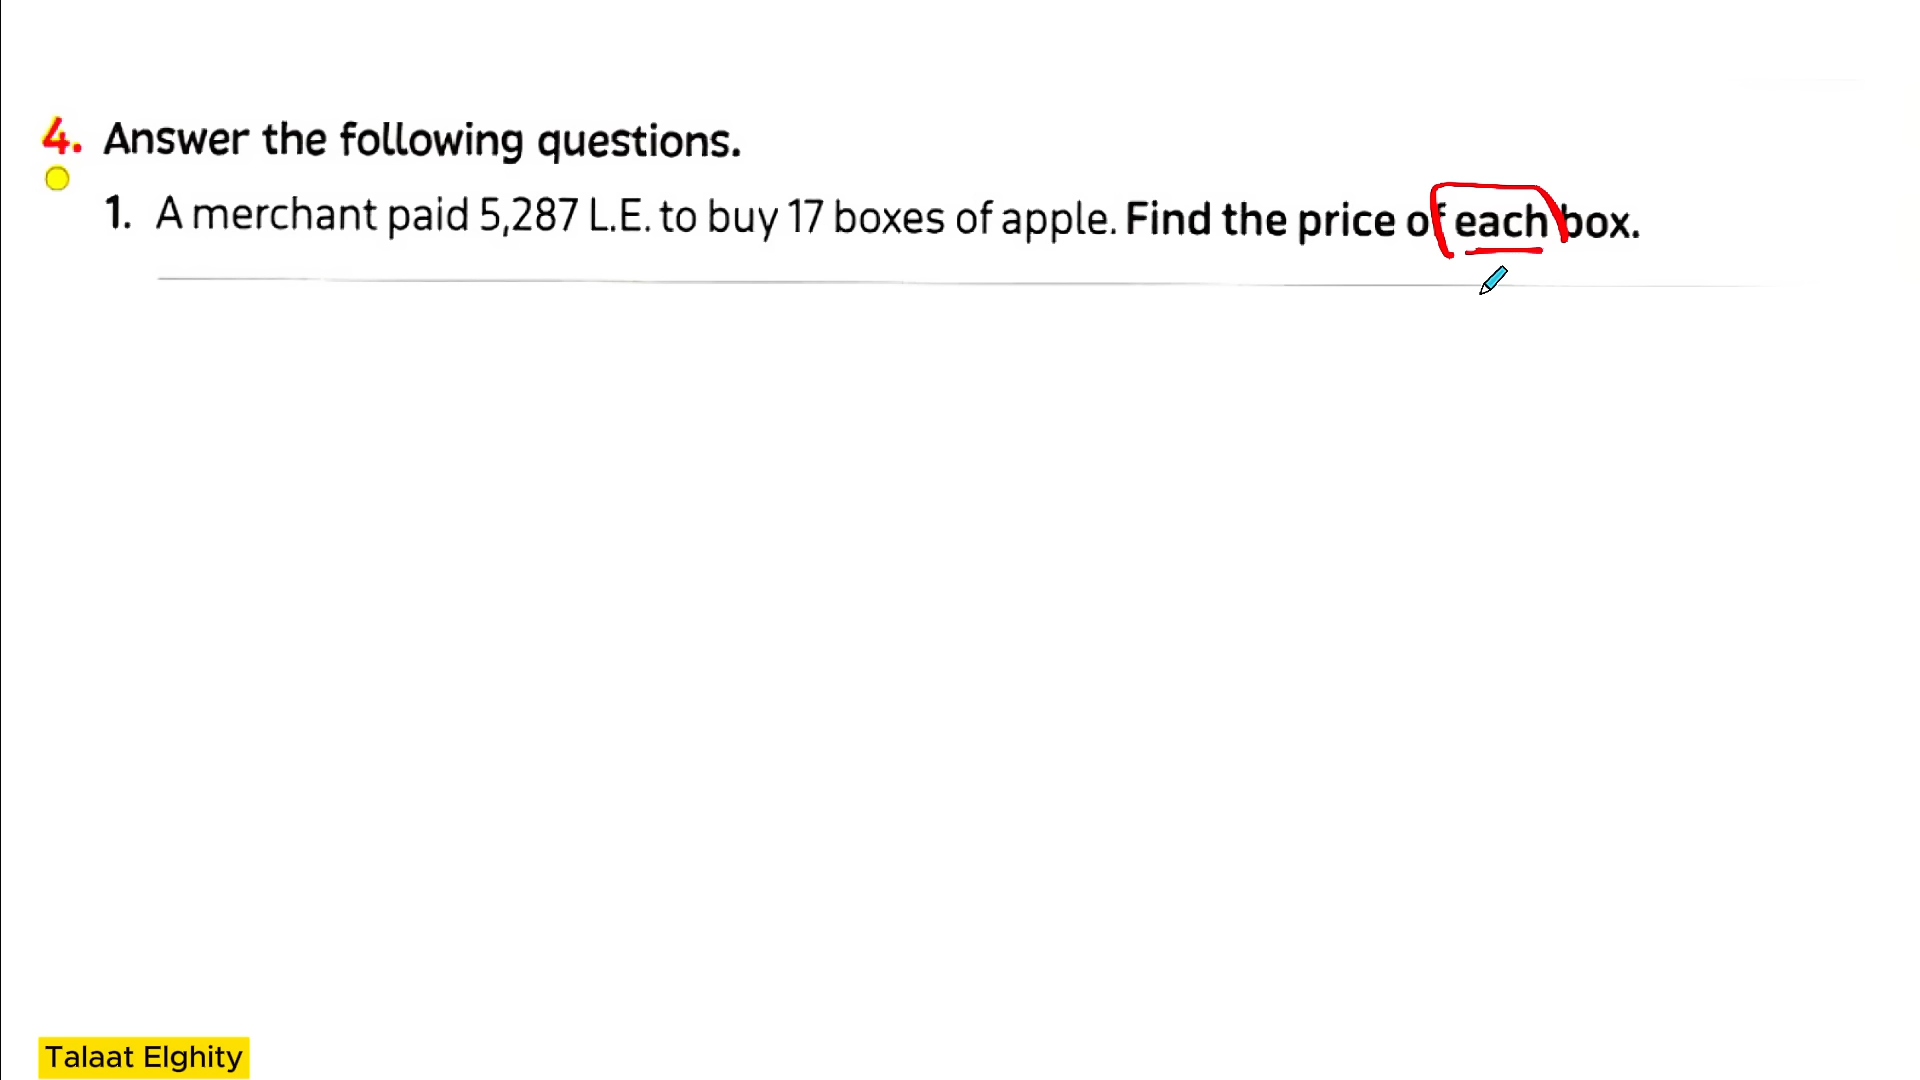 4. Answer the following questions.
1. A merchant paid 5,287 L.E. to buy 17 boxes of apple. Find the price of each box.
Talaat Elghity